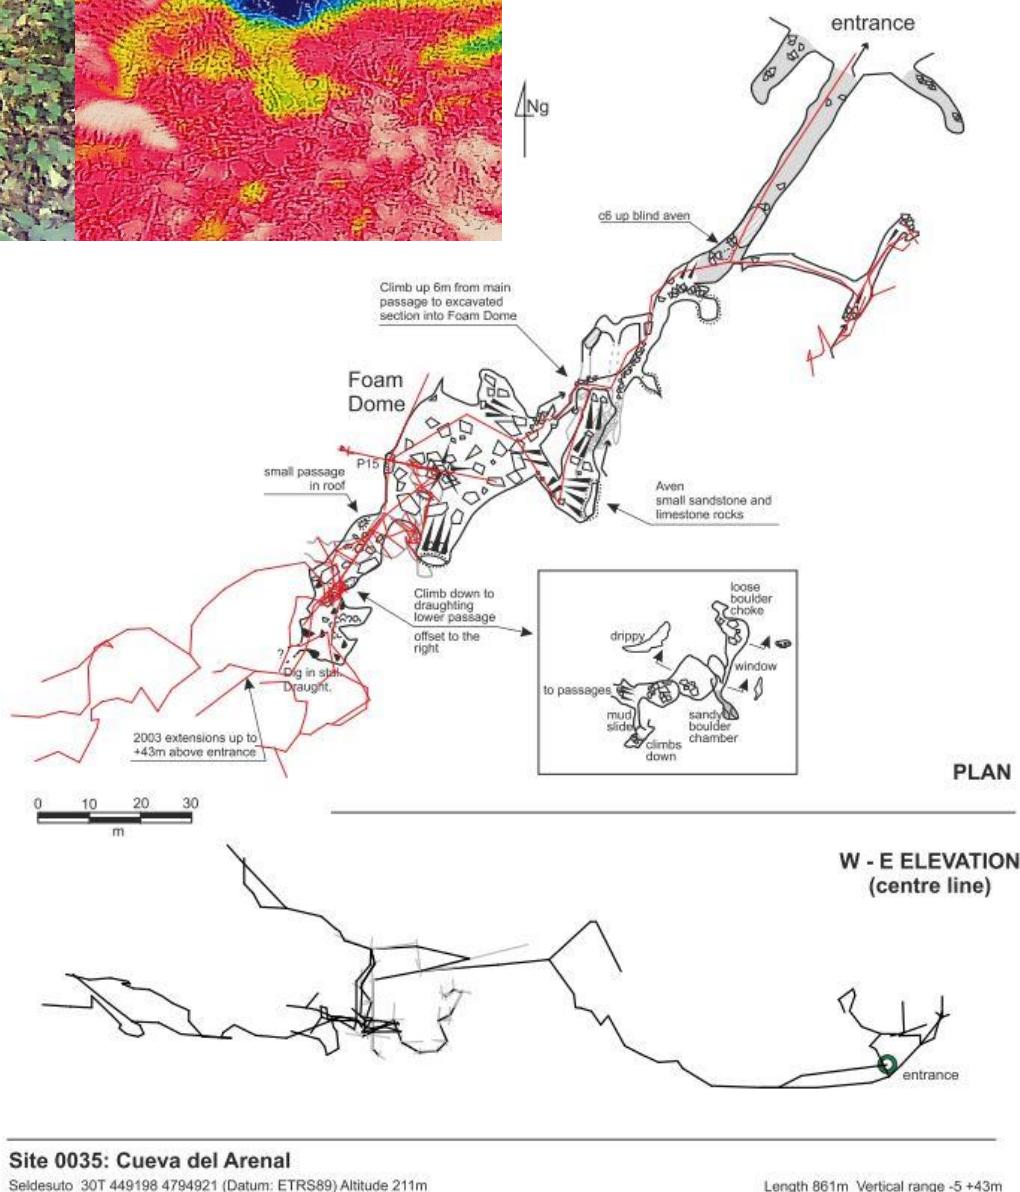 entrance
Ng
c6 up blind aven
Climb up 6m from main
passage to excavated
section into Foam Dome
Foam
Dome
P15
small passage
in roof
Aven
small sandstone and
limestone rocks
Climb down to
draughting
lower passage
offset to the
right
loose
boulder
choke
drippy
window
to passages
mud
slide
sandy
boulder
chamber
climbs
down
?
Dig in still.
Draught.
2003 extensions up to
+43m above entrance
PLAN
0 10 20 30
m
W - E ELEVATION
(centre line)
entrance
Site 0035: Cueva del Arenal
Seldesuto 30T 449198 4794921 (Datum: ETRS89) Altitude 211m
Length 861m Vertical range -5 +43m